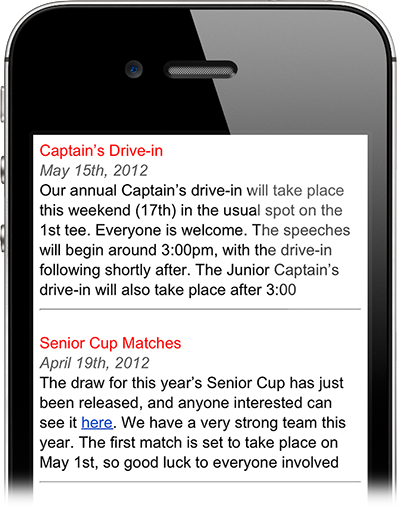 Captain’s Drive-in
May 15th, 2012
Our annual Captain’s drive-in will take place
this weekend (17th) in the usual spot on the
1st tee. Everyone is welcome. The speeches
will begin around 3:00pm, with the drive-in
following shortly after. The Junior Captain’s
drive-in will also take place after 3:00
Senior Cup Matches
April 19th, 2012
The draw for this year’s Senior Cup has just
been released, and anyone interested can
see it here. We have a very strong team this
year. The first match is set to take place on
May 1st, so good luck to everyone involved